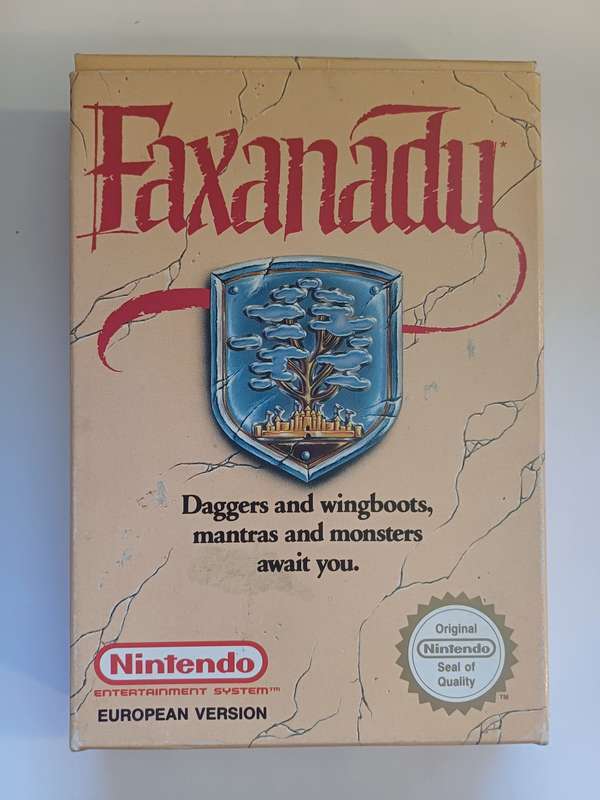 Faxanadu*
Daggers and wingboots,
mantras and monsters
await you.
Nintendo
ENTERTAINMENT SYSTEM™
EUROPEAN VERSION
Original
Nintendo
Seal of
Quality
TM